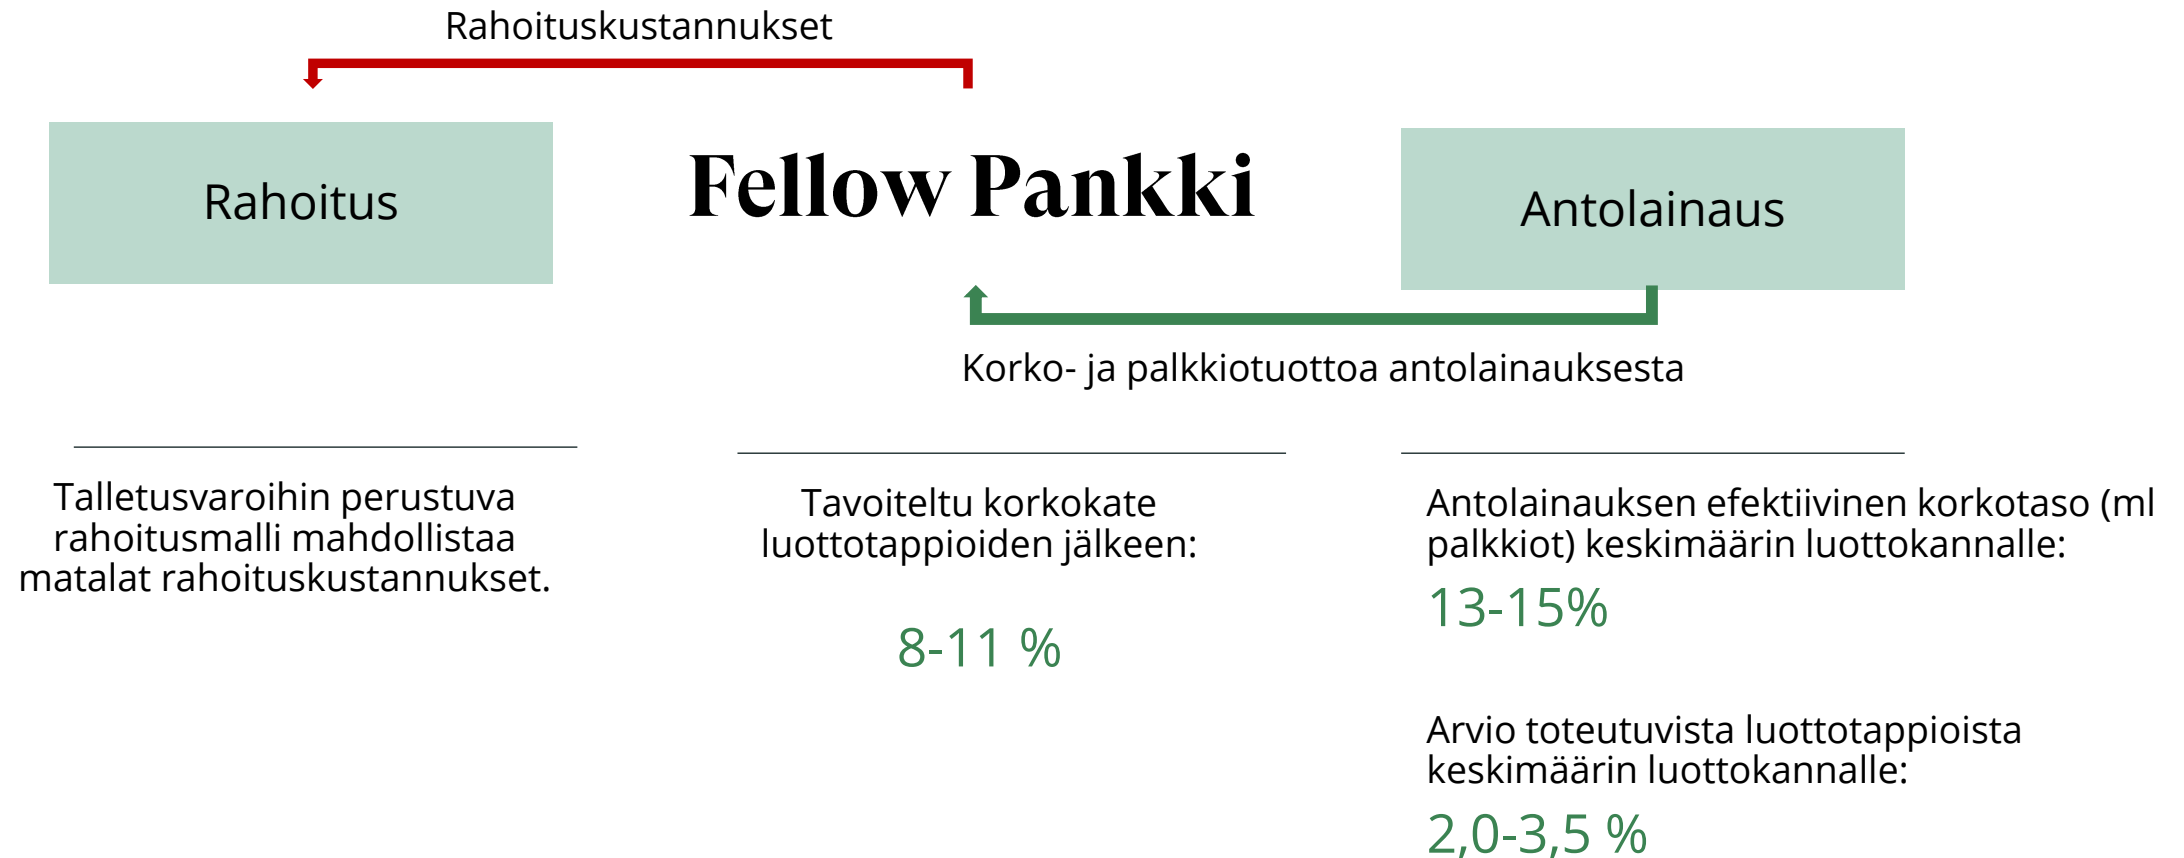 Rahoituskustannukset
Rahoitus
Fellow Pankki
Antolainaus
Korko- ja palkkiotuottoa antolainauksesta
Talletusvaroihin perustuva
rahoitusmalli mahdollistaa
matalat rahoituskustannukset.
Tavoiteltu korkokate
luottotappioiden jälkeen:
8-11 %
Antolainauksen efektiivinen korkotaso (ml
palkkiot) keskimäärin luottokannalle:
13-15%
Arvio toteutuvista luottotappioista
keskimäärin luottokannalle:
2,0-3,5 %